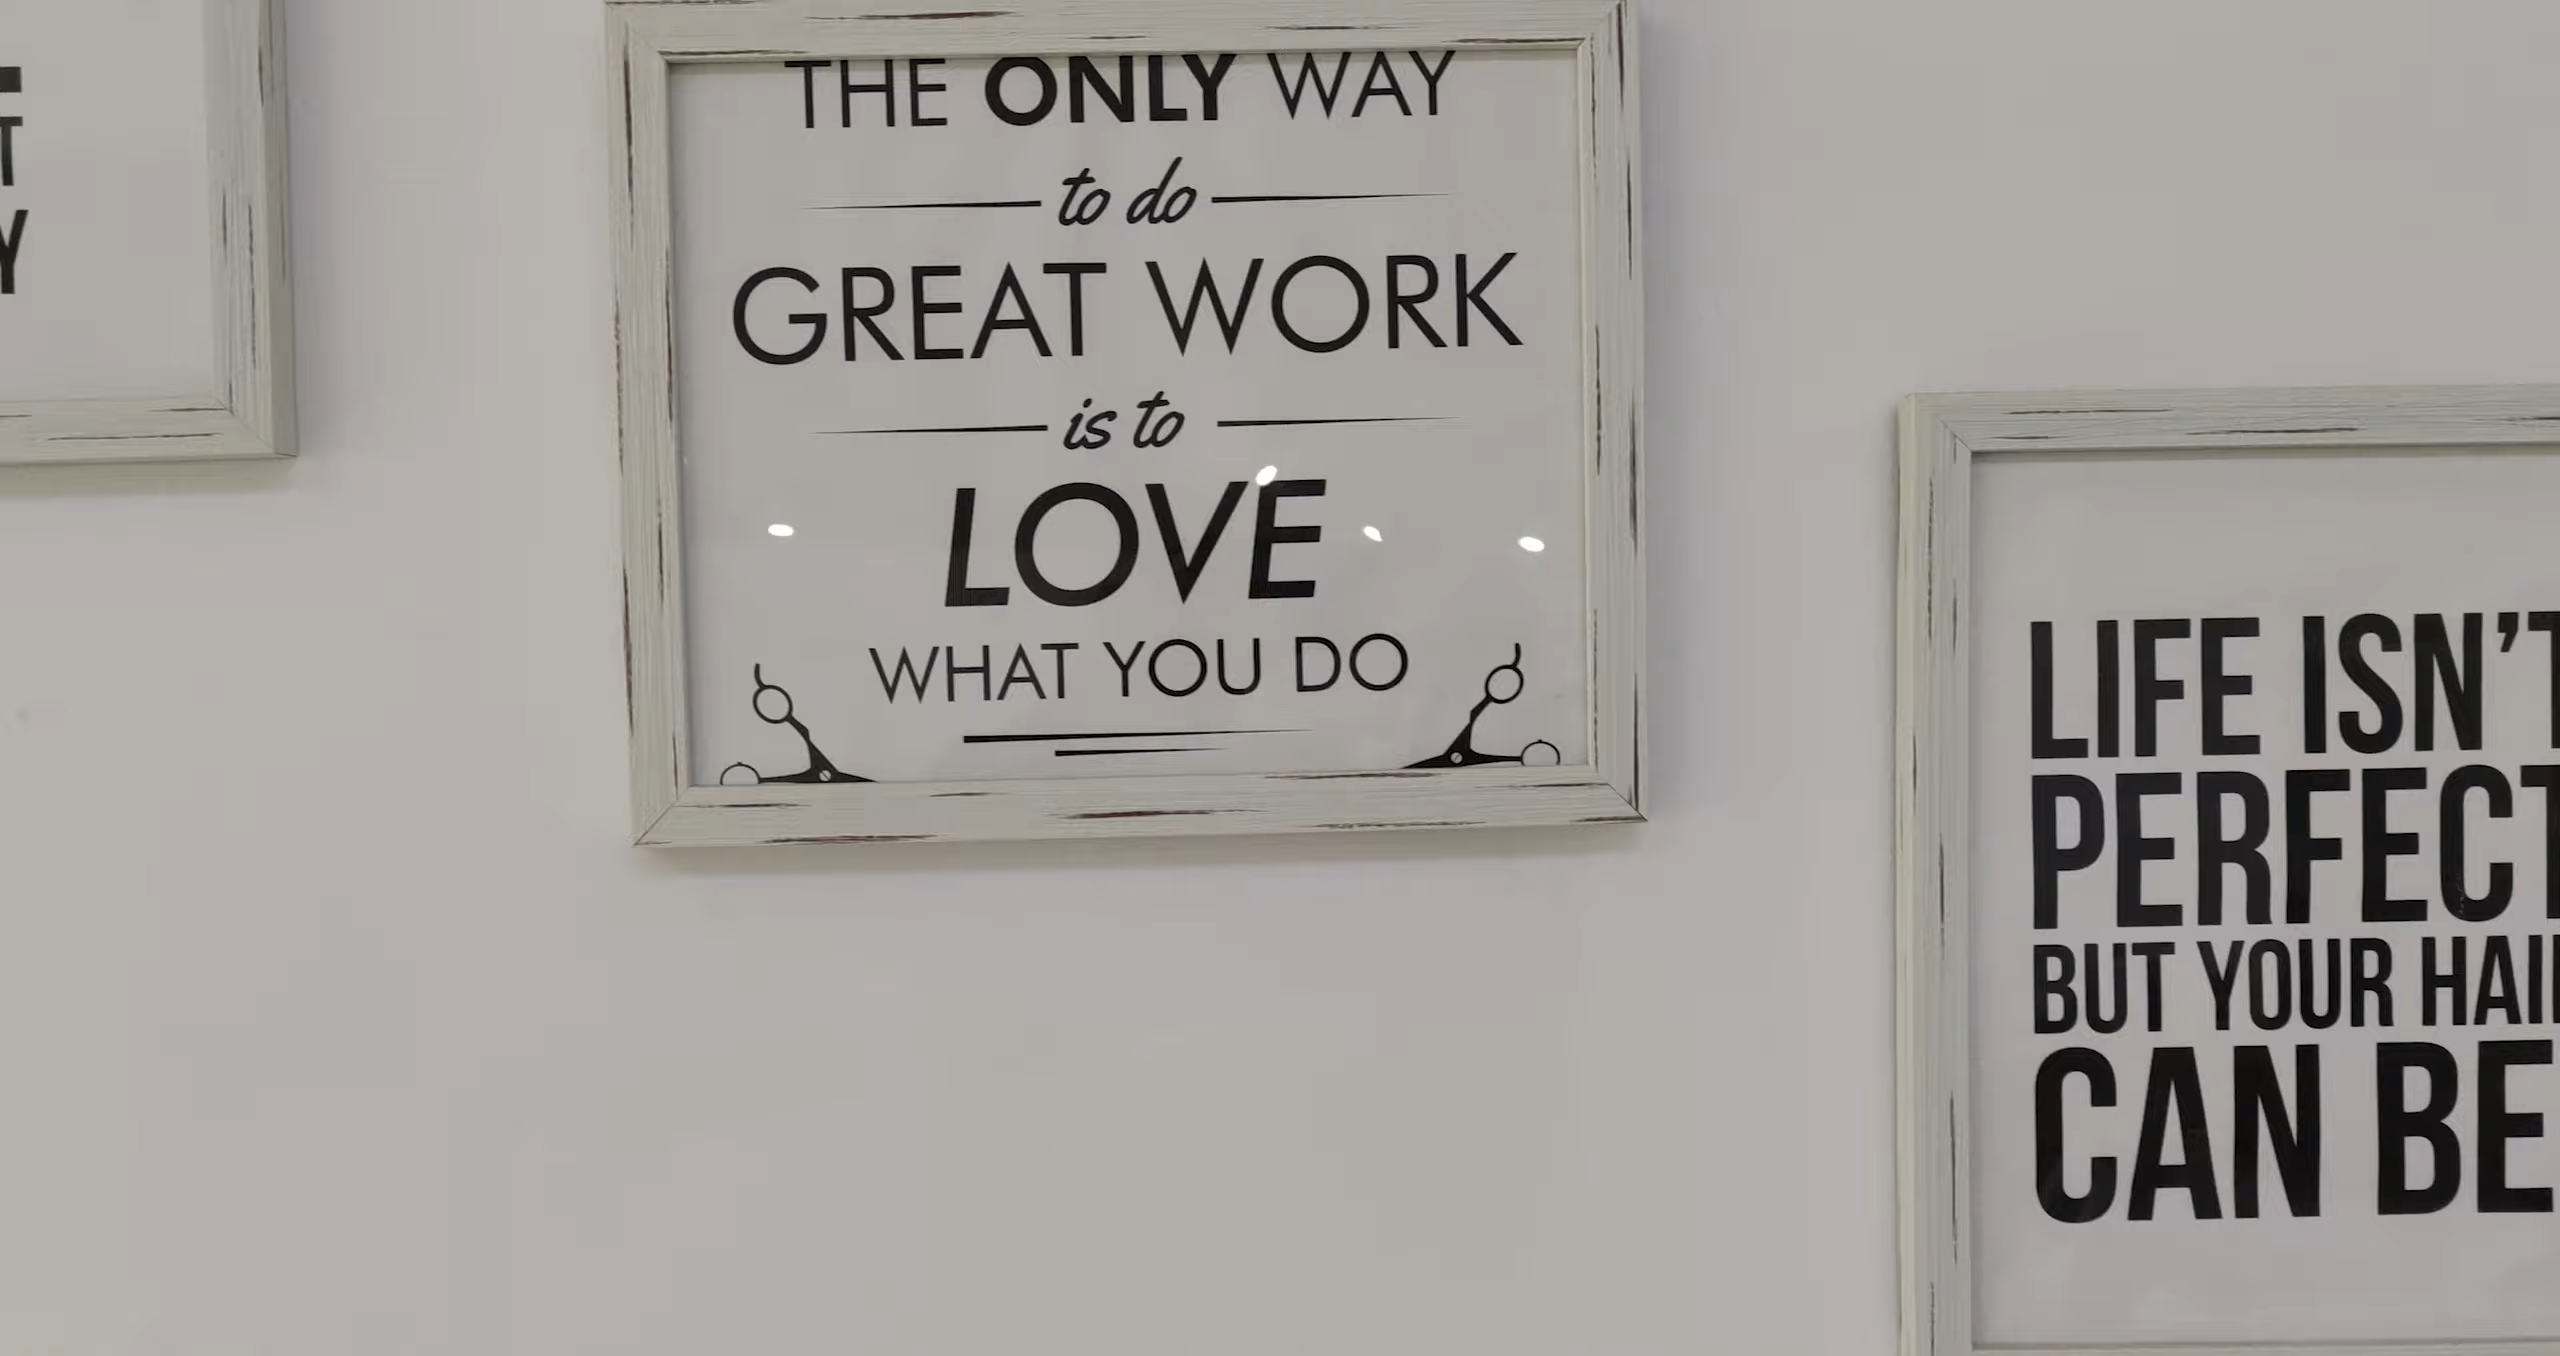 T
Y
THE ONLY WAY
to do
GREAT WORK
is to
LOVE
WHAT YOU DO
LIFE ISN'T
PERFECT
BUT YOUR HAI
CAN BE